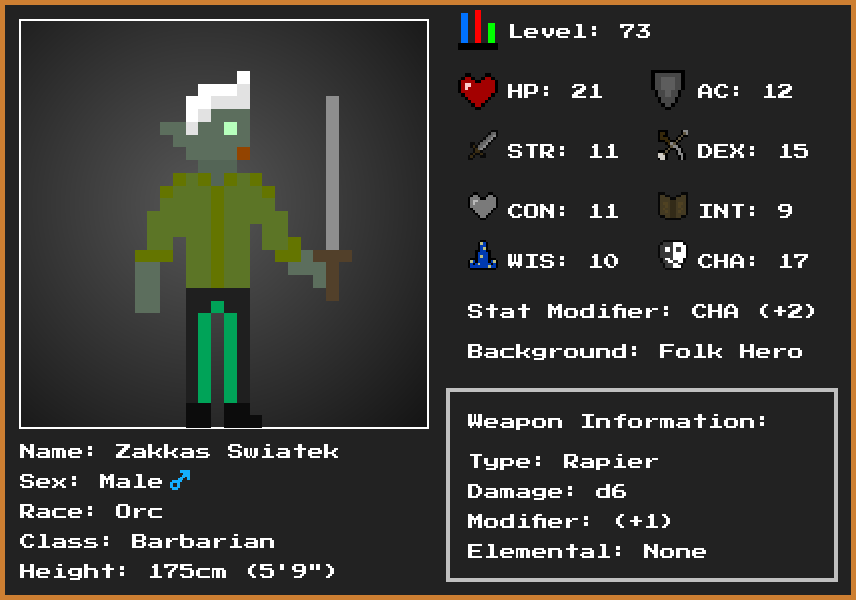 Level: 73
HP: 21
AC: 12
STR: 11
DEX: 15
CON: 11
INT: 9
WIS: 10
CHA: 17
Stat Modifier: CHA (+2)
Background: Folk Hero
Weapon Information:
Type: Rapier
Damage: d6
Modifier: (+1)
Elemental: None
Name: Zakkas Swiatek
Sex: Male ♂
Race: Orc
Class: Barbarian
Height: 175cm (5'9")